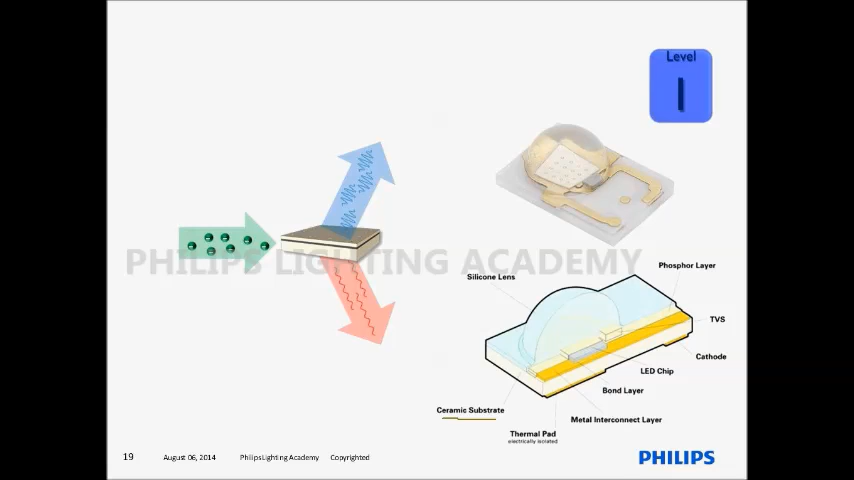 Level
I
PHILIPS LIGHTING ACADEMY
Phosphor Layer
Silicone Lens
TVS
Cathode
LED Chip
Bond Layer
Ceramic Substrate
Metal Interconnect Layer
Thermal Pad
electrically isolated
19 August 06, 2014 PhilipsLighting Academy Copyrighted
PHILIPS